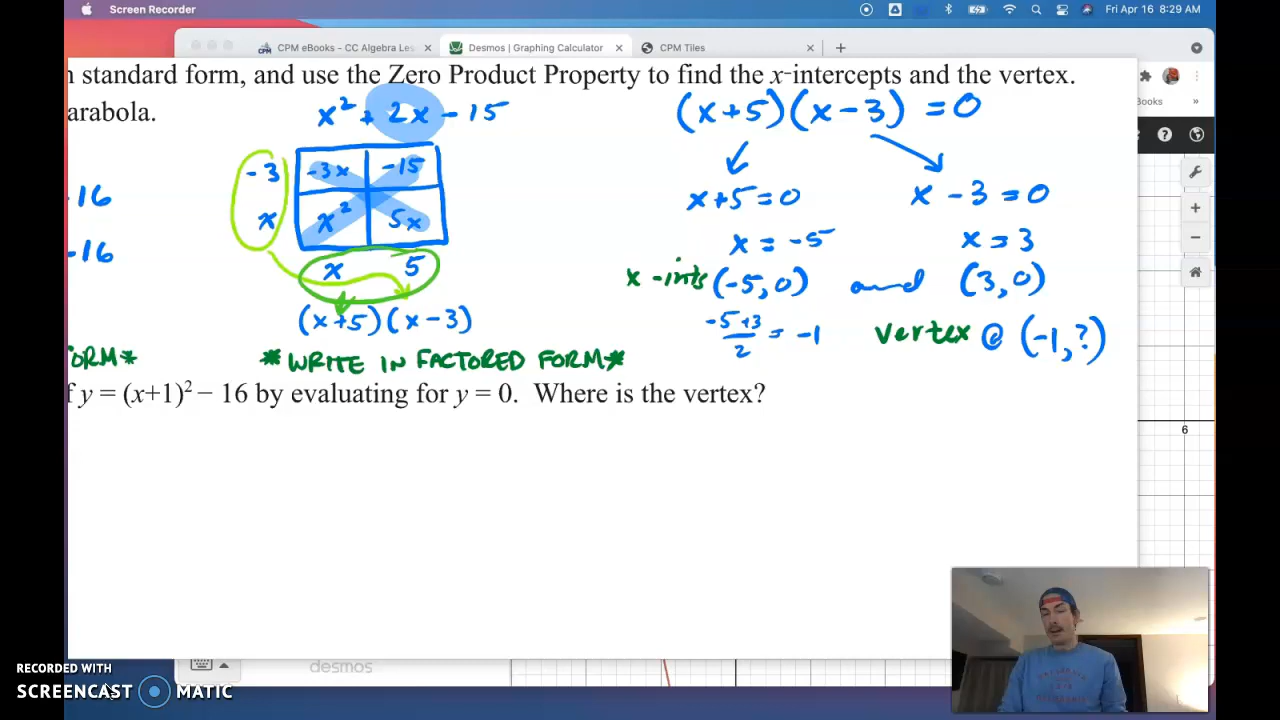 Screen Recorder
Fri Apr 16 8:29 AM
CPM eBooks - CC Algebra Les
Desmos | Graphing Calculator
CPM Tiles
n standard form, and use the Zero Product Property to find the x-intercepts and the vertex.
arabola.
Books
x² + 2x - 15
(x+5)(x-3) = 0
-3 -3x -15
x x² 5x
x 5
(x+5)(x-3)
-16
-16
x+5=0
x-3=0
x = -5
x = 3
x-ints (-5,0) and (3,0)
-5+3/2 = -1
vertex @ (-1,?)
ORM*
*WRITE IN FACTORED FORM*
f y = (x+1)² − 16 by evaluating for y = 0. Where is the vertex?
6
desmos
RECORDED WITH
SCREENCAST MATIC